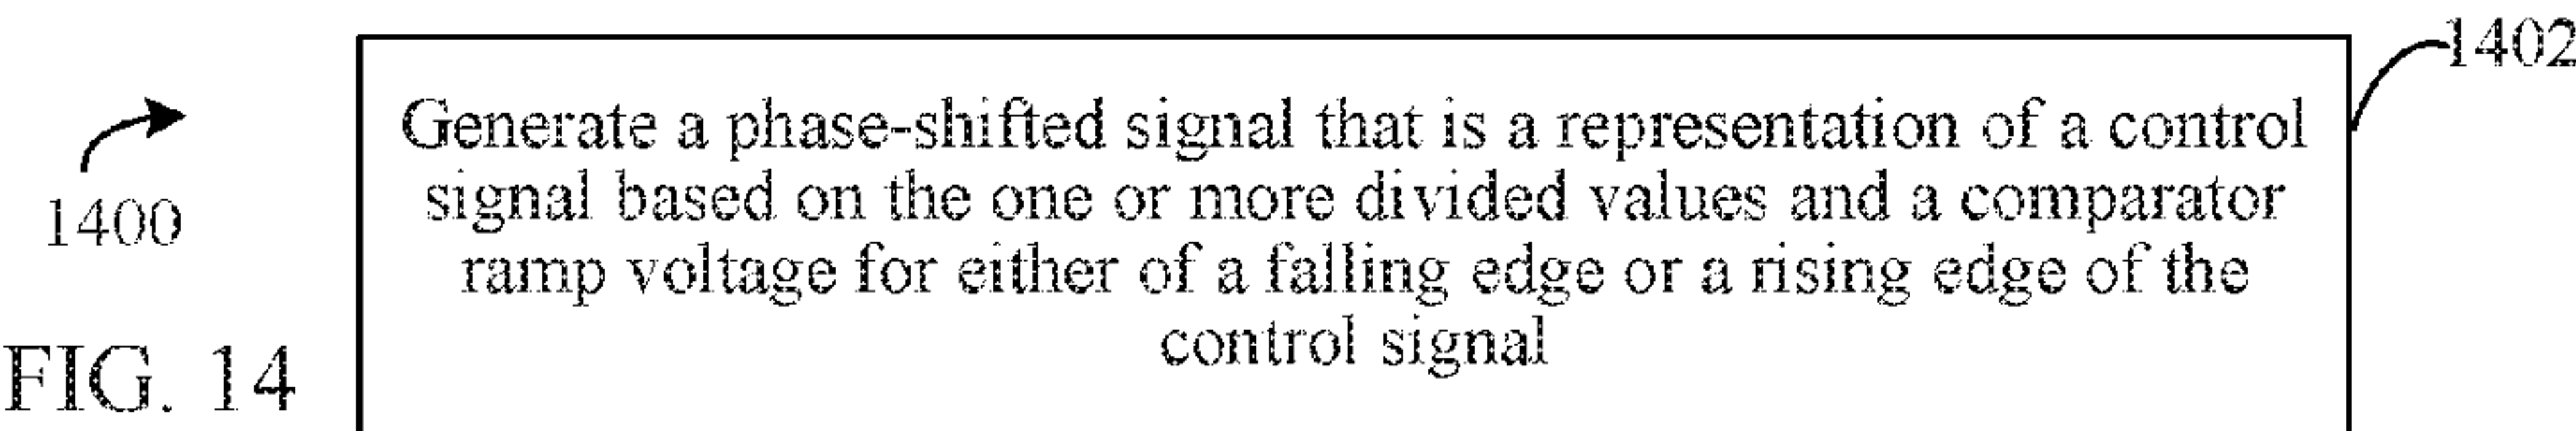 1402
Generate a phase-shifted signal that is a representation of a control
signal based on the one or more divided values and a comparator
ramp voltage for either of a falling edge or a rising edge of the
control signal
1400
FIG. 14